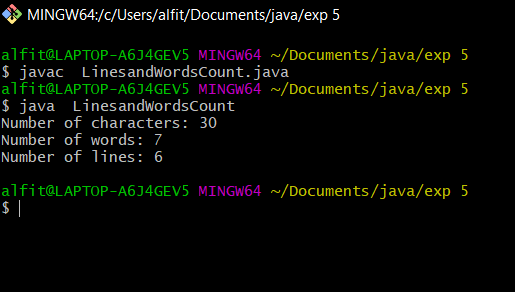 MINGW64:/c/Users/alfit/Documents/java/exp 5
alfit@LAPTOP-A6J4GEV5 MINGW64 ~/Documents/java/exp 5
$ javac  LinesandWordsCount.java
alfit@LAPTOP-A6J4GEV5 MINGW64 ~/Documents/java/exp 5
$ java  LinesandWordsCount
Number of characters: 30
Number of words: 7
Number of lines: 6
alfit@LAPTOP-A6J4GEV5 MINGW64 ~/Documents/java/exp 5
$